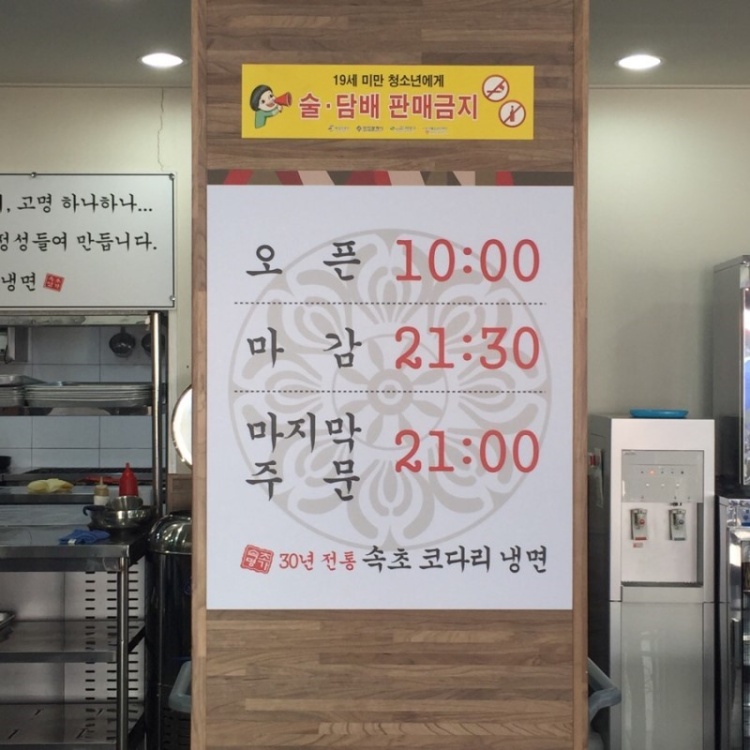 19세 미만 청소년에게
술·담배 판매금지
고명 하나하나...
정성들여 만듭니다.
냉면
오 픈 10:00
마 감 21:30
마지막
주 문 21:00
30년 전통 속초 코다리 냉면